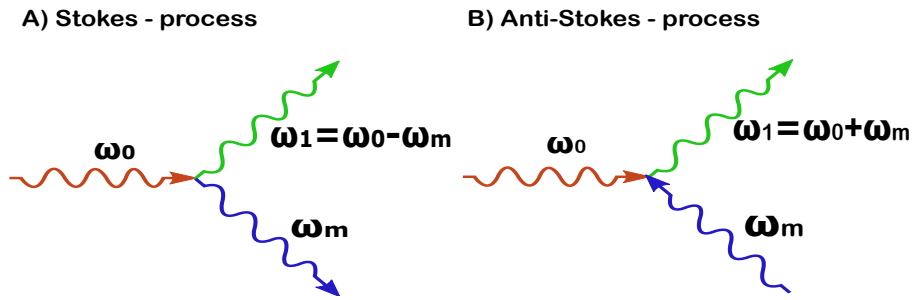 A) Stokes - process
B) Anti-Stokes - process
ω₀
ω₁=ω₀-ωm
ωm
ω₀
ω₁=ω₀+ωm
ωm